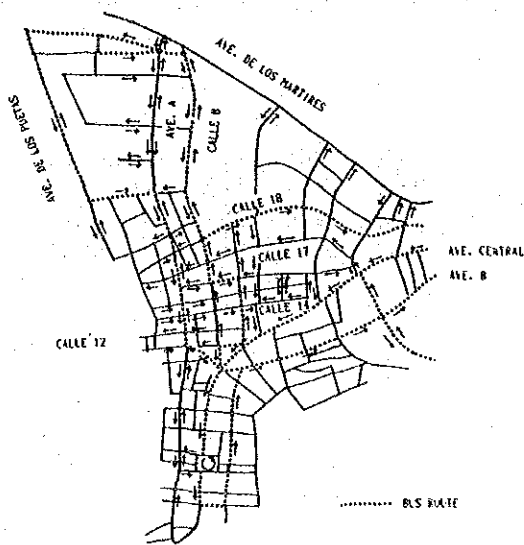 AVE. DE LOS MARTIRES
AVE. DE LOS POETAS
AVE. A
CALLE B
CALLE 18
AVE. CENTRAL
CALLE 17
AVE. B
CALLE 14
CALLE 12
BUS ROUTE